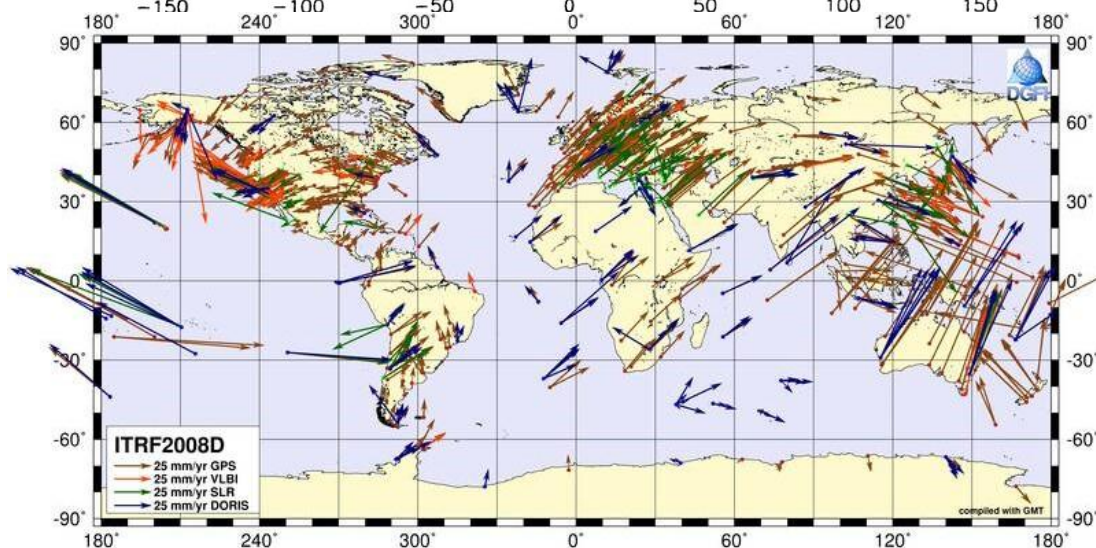 −150 −100 −50 0 50 100 150
180˚ 240˚ 300˚ 0˚ 60˚ 120˚ 180˚
90˚ 90˚
DGFI
60˚ 60˚
30˚ 30˚
0˚ 0˚
-30˚ -30˚
-60˚ -60˚
ITRF2008D
25 mm/yr GPS
25 mm/yr VLBI
25 mm/yr SLR
25 mm/yr DORIS
compiled with GMT
-90˚ -90˚
180˚ 240˚ 300˚ 0˚ 60˚ 120˚ 180˚